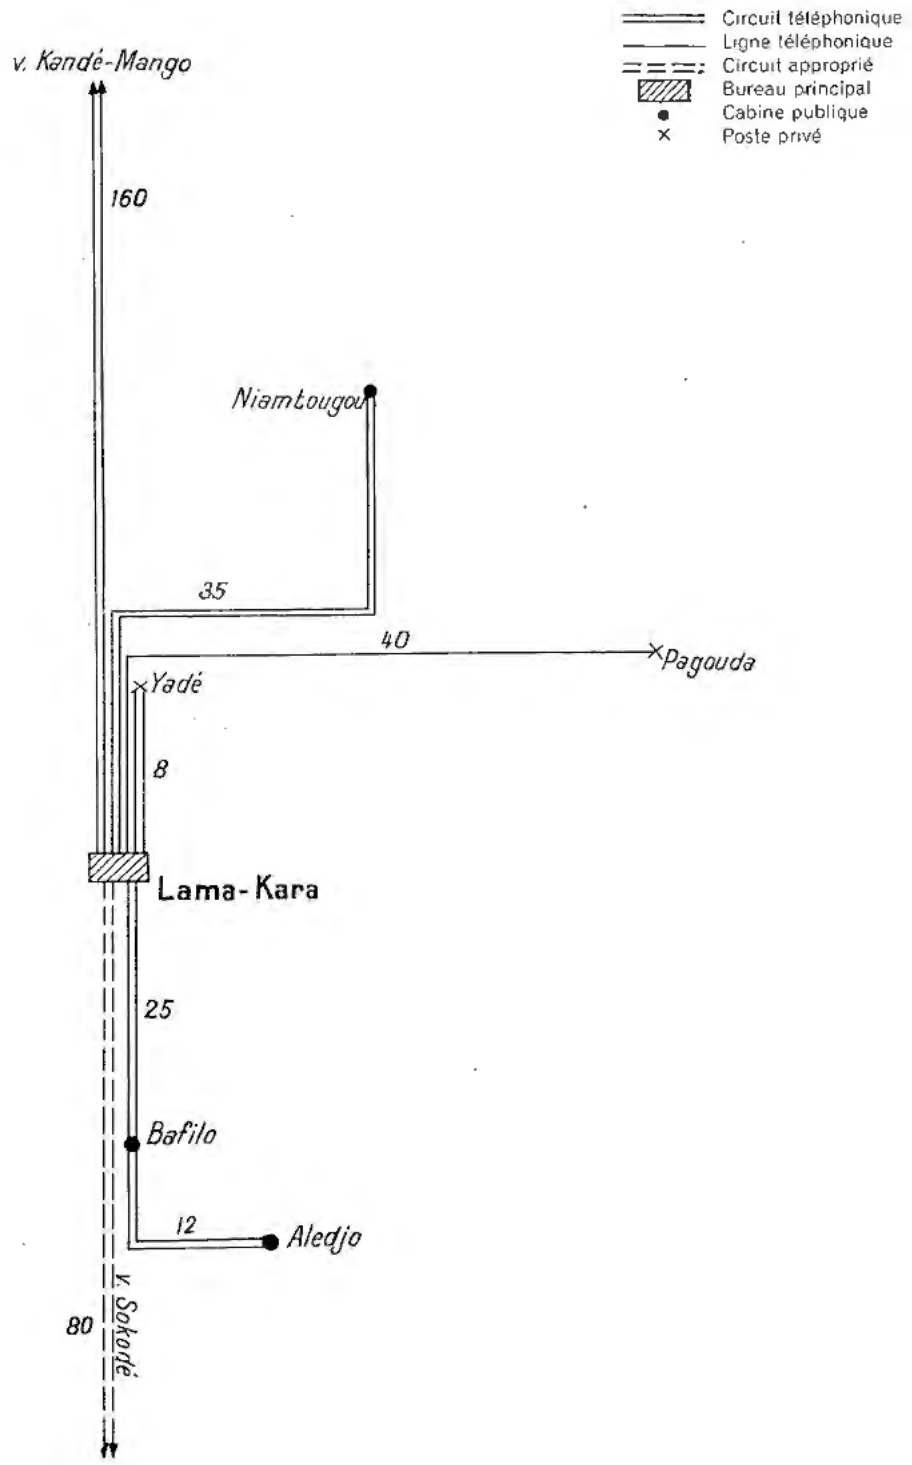 Circuit téléphonique
Ligne téléphonique
Circuit approprié
Bureau principal
Cabine publique
Poste privé
v. Kandé-Mango
160
Niamtougou
35
40
Pagouda
Yadé
8
Lama-Kara
25
Bafilo
12
Aledjo
80
v. Sokodé